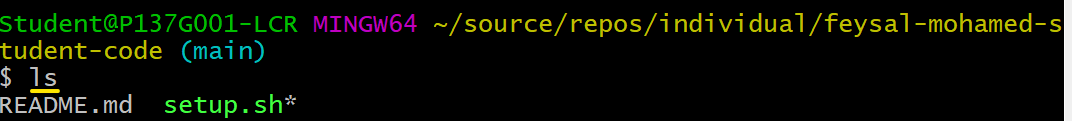 Student@P137G001-LCR MINGW64 ~/source/repos/individual/feysal-mohamed-s
tudent-code (main)
$ ls
README.md  setup.sh*